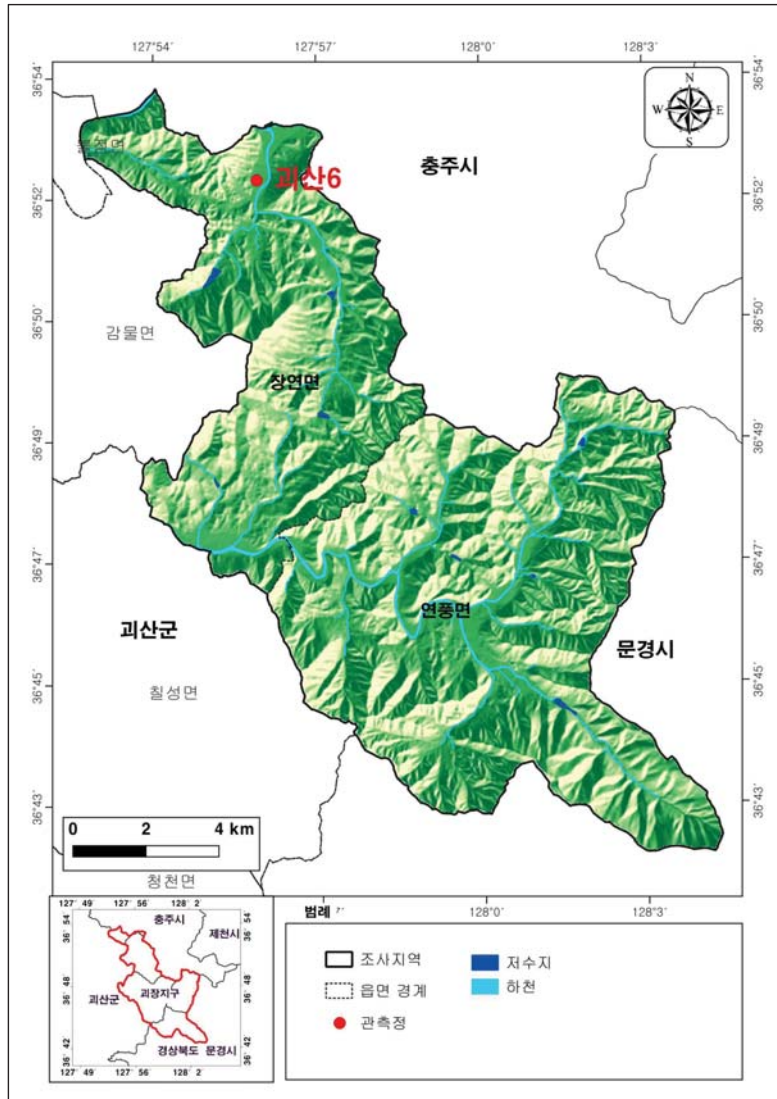 127°54´ 127°57´ 128°0´ 128°3´
36°54´ 36°54´
N
W E
S
충주시
괴산6
36°52´ 36°52´
36°50´ 36°50´
감물면
장연면
36°49´ 36°49´
36°47´ 36°47´
연풍면
괴산군
문경시
칠성면
36°45´ 36°45´
36°43´ 36°43´
0 2 4 km
청천면
범례
128°0´ 128°3´
127° 49 127° 56 128° 2
36° 54 36° 54
충주시
제천시
36° 48 36° 48
괴산군
괴장지구
36° 42 36° 42
경상북도 문경시
127° 49 127° 56 128° 2
조사지역
읍면 경계
관측정
저수지
하천